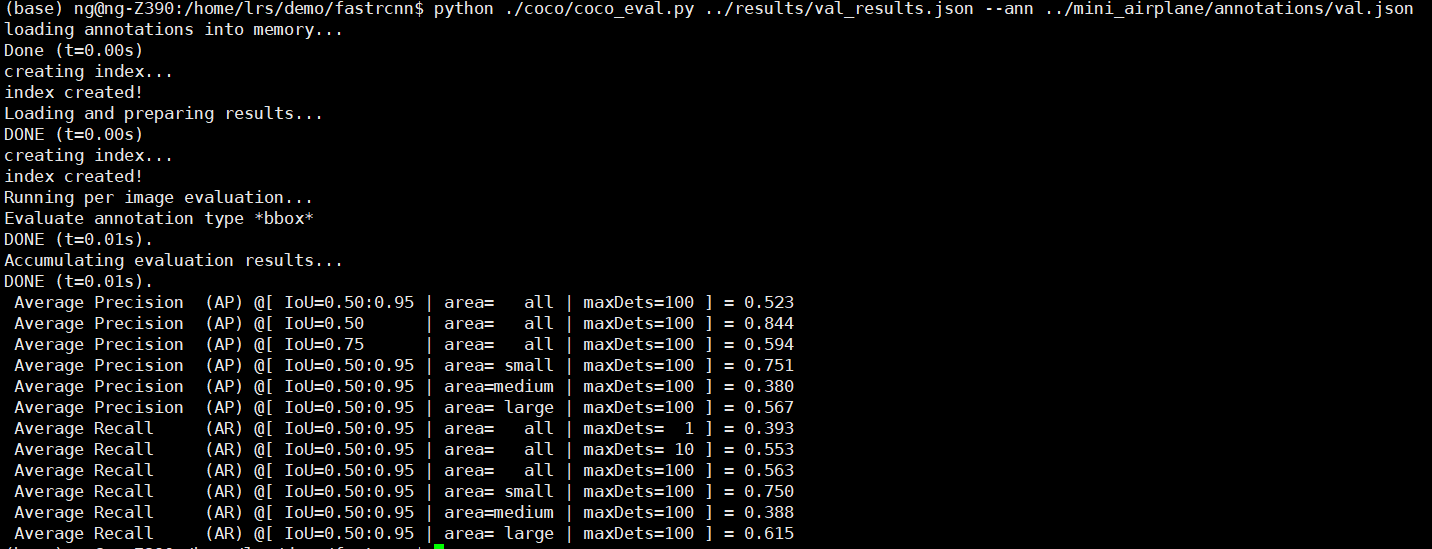 (base) ng@ng-Z390:/home/lrs/demo/fastrcnn$ python ./coco/coco_eval.py ../results/val_results.json --ann ../mini_airplane/annotations/val.json
loading annotations into memory...
Done (t=0.00s)
creating index...
index created!
Loading and preparing results...
DONE (t=0.00s)
creating index...
index created!
Running per image evaluation...
Evaluate annotation type *bbox*
DONE (t=0.01s).
Accumulating evaluation results...
DONE (t=0.01s).
 Average Precision  (AP) @[ IoU=0.50:0.95 | area=   all | maxDets=100 ] = 0.523
 Average Precision  (AP) @[ IoU=0.50      | area=   all | maxDets=100 ] = 0.844
 Average Precision  (AP) @[ IoU=0.75      | area=   all | maxDets=100 ] = 0.594
 Average Precision  (AP) @[ IoU=0.50:0.95 | area= small | maxDets=100 ] = 0.751
 Average Precision  (AP) @[ IoU=0.50:0.95 | area=medium | maxDets=100 ] = 0.380
 Average Precision  (AP) @[ IoU=0.50:0.95 | area= large | maxDets=100 ] = 0.567
 Average Recall     (AR) @[ IoU=0.50:0.95 | area=   all | maxDets=  1 ] = 0.393
 Average Recall     (AR) @[ IoU=0.50:0.95 | area=   all | maxDets= 10 ] = 0.553
 Average Recall     (AR) @[ IoU=0.50:0.95 | area=   all | maxDets=100 ] = 0.563
 Average Recall     (AR) @[ IoU=0.50:0.95 | area= small | maxDets=100 ] = 0.750
 Average Recall     (AR) @[ IoU=0.50:0.95 | area=medium | maxDets=100 ] = 0.388
 Average Recall     (AR) @[ IoU=0.50:0.95 | area= large | maxDets=100 ] = 0.615